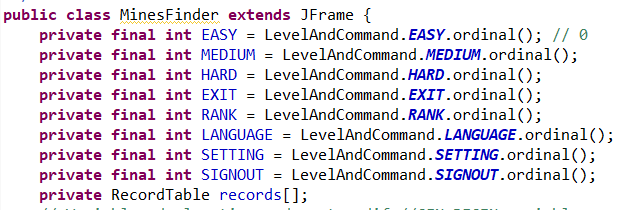 public class MinesFinder extends JFrame {
private final int EASY = LevelAndCommand.EASY.ordinal(); // 0
private final int MEDIUM = LevelAndCommand.MEDIUM.ordinal();
private final int HARD = LevelAndCommand.HARD.ordinal();
private final int EXIT = LevelAndCommand.EXIT.ordinal();
private final int RANK = LevelAndCommand.RANK.ordinal();
private final int LANGUAGE = LevelAndCommand.LANGUAGE.ordinal();
private final int SETTING = LevelAndCommand.SETTING.ordinal();
private final int SIGNOUT = LevelAndCommand.SIGNOUT.ordinal();
private RecordTable records[];